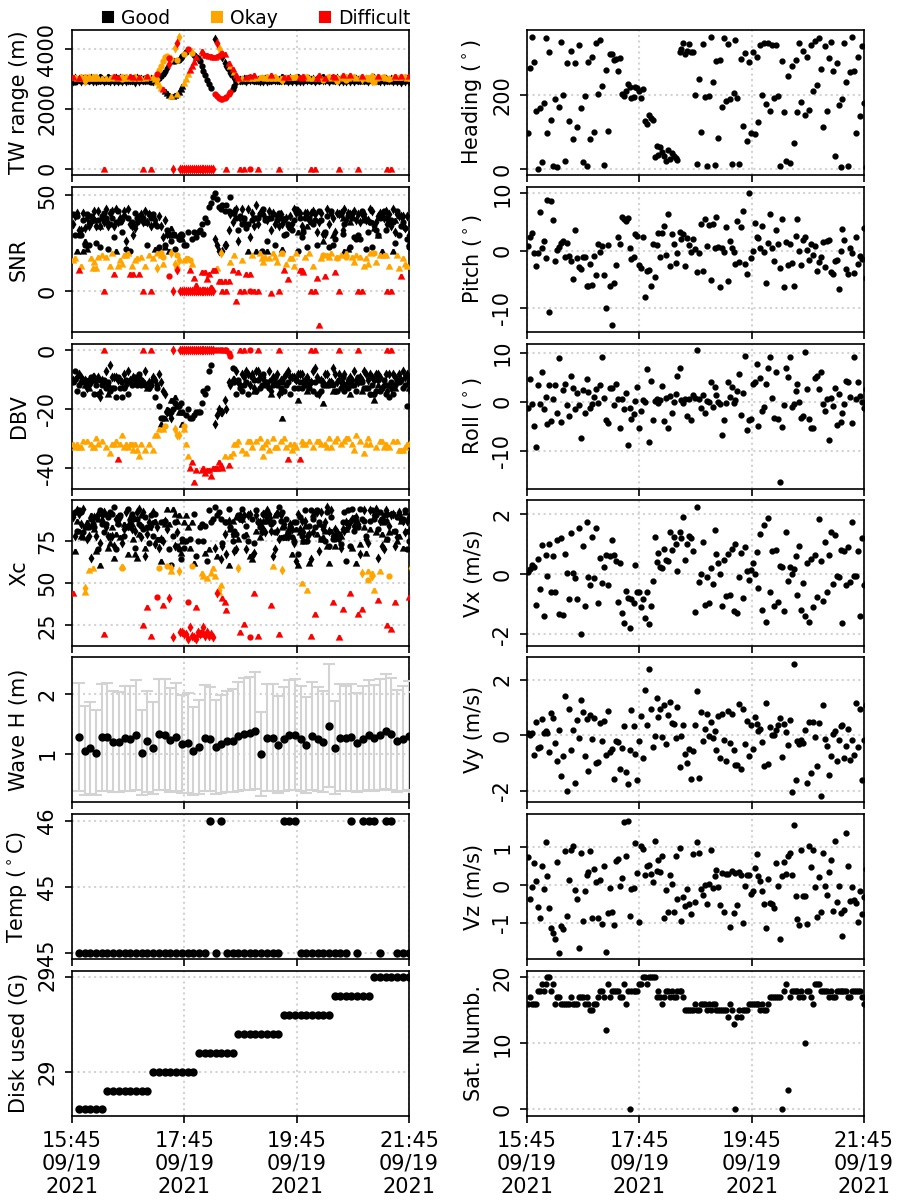 Good Okay Difficult
TW range (m)
4000
2000
0
Heading (°)
200
0
SNR
50
0
Pitch (°)
10
0
-10
DBV
0
-20
-40
Roll (°)
10
0
-10
Xc
75
50
25
Vx (m/s)
2
0
-2
Wave H (m)
2
1
Vy (m/s)
2
0
-2
Temp (°C)
46
45
45
Vz (m/s)
1
0
-1
Disk used (G)
29
29
Sat. Numb.
20
10
0
15:45 17:45 19:45 21:45 15:45 17:45 19:45 21:45
09/19 09/19 09/19 09/19 09/19 09/19 09/19 09/19
2021 2021 2021 2021 2021 2021 2021 2021